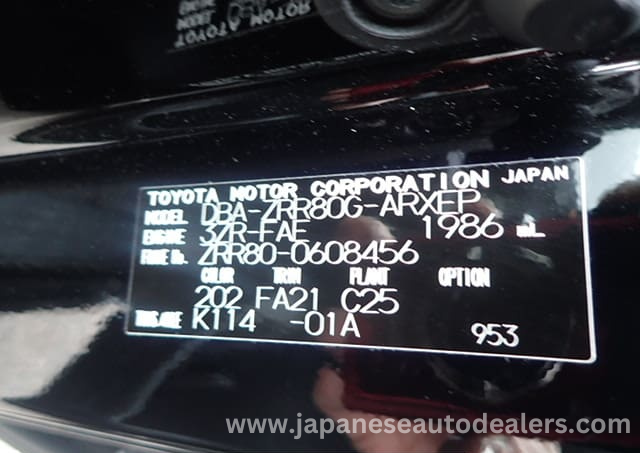 TOYOTA MOTOR CORPORATION JAPAN
MODEL DBA-ZRR80G-ARXEP
ENGINE 3ZR-FAE 1986 mL
FRAME No. ZRR80-0608456
COLOR TRIM PLANT OPTION
202 FA21 C25
TRANS./AXLE K114 -01A
953
www.japaneseautodealers.com